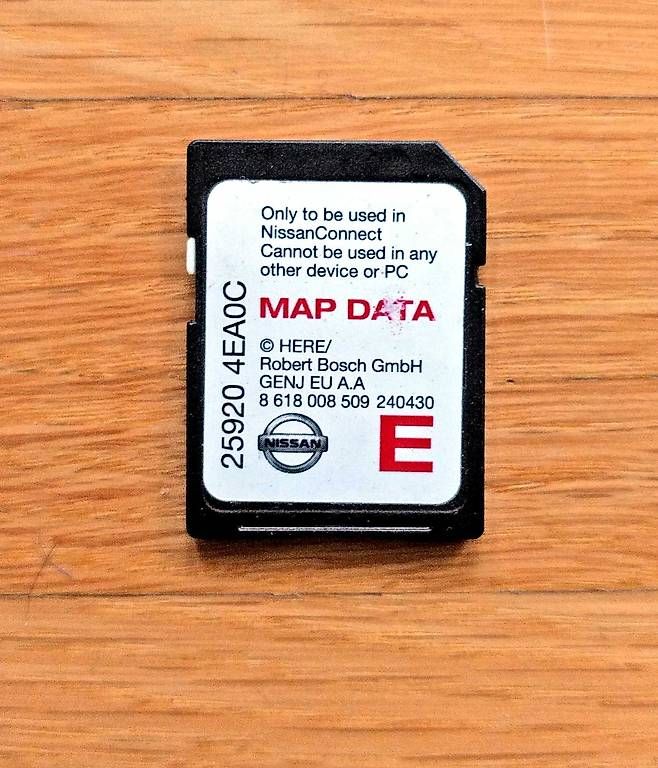 Only to be used in
NissanConnect
Cannot be used in any
other device or PC
MAP DATA
© HERE/
Robert Bosch GmbH
GENJ EU A.A
8 618 008 509 240430
25920 4EA0C
NISSAN
E